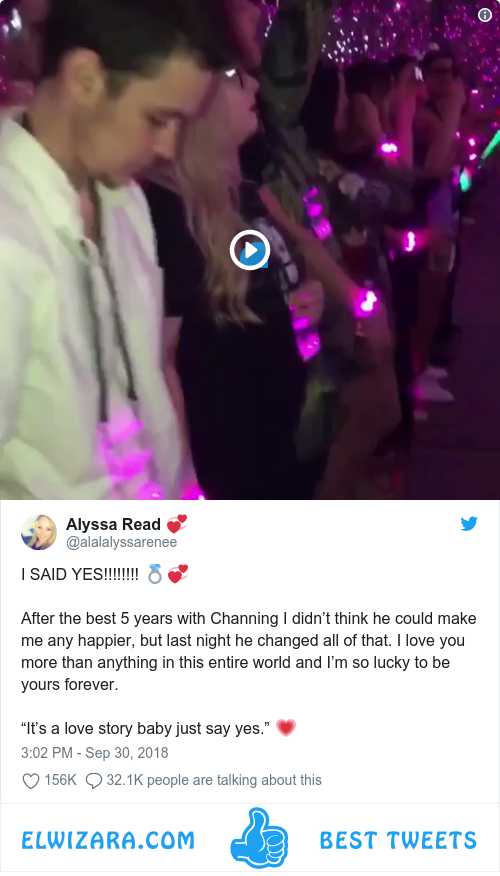 Alyssa Read 💞
@alalalyssarenee
I SAID YES!!!!!!!! 💍💞
After the best 5 years with Channing I didn’t think he could make
me any happier, but last night he changed all of that. I love you
more than anything in this entire world and I’m so lucky to be
yours forever.
“It’s a love story baby just say yes.” 💗
3:02 PM - Sep 30, 2018
156K 32.1K people are talking about this
ELWIZARA.COM BEST TWEETS